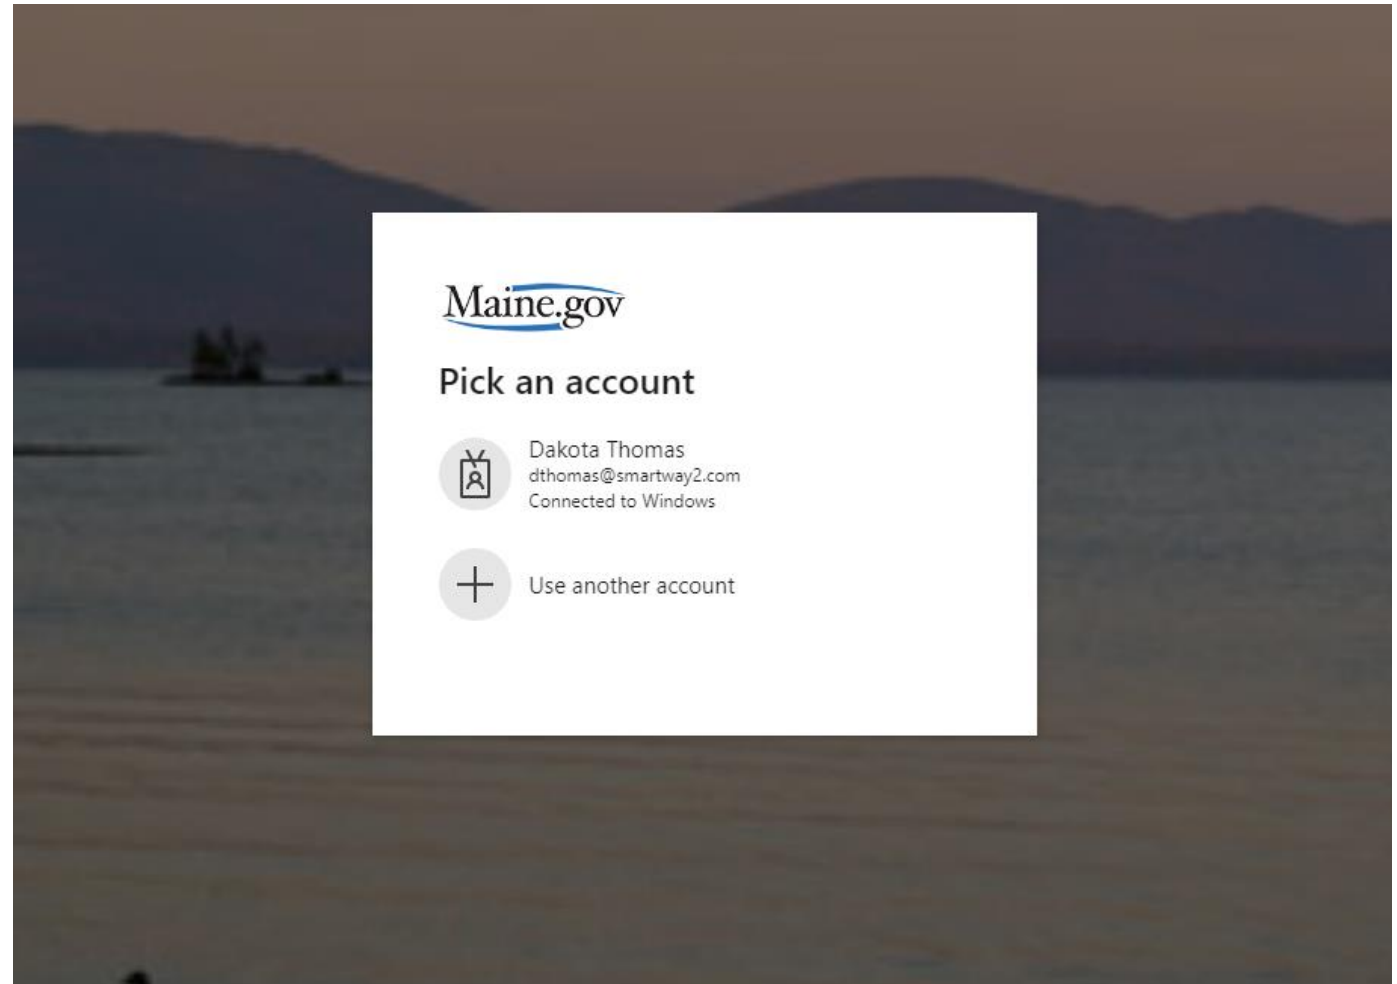 Maine.gov
Pick an account
Dakota Thomas
dthomas@smartway2.com
Connected to Windows
Use another account